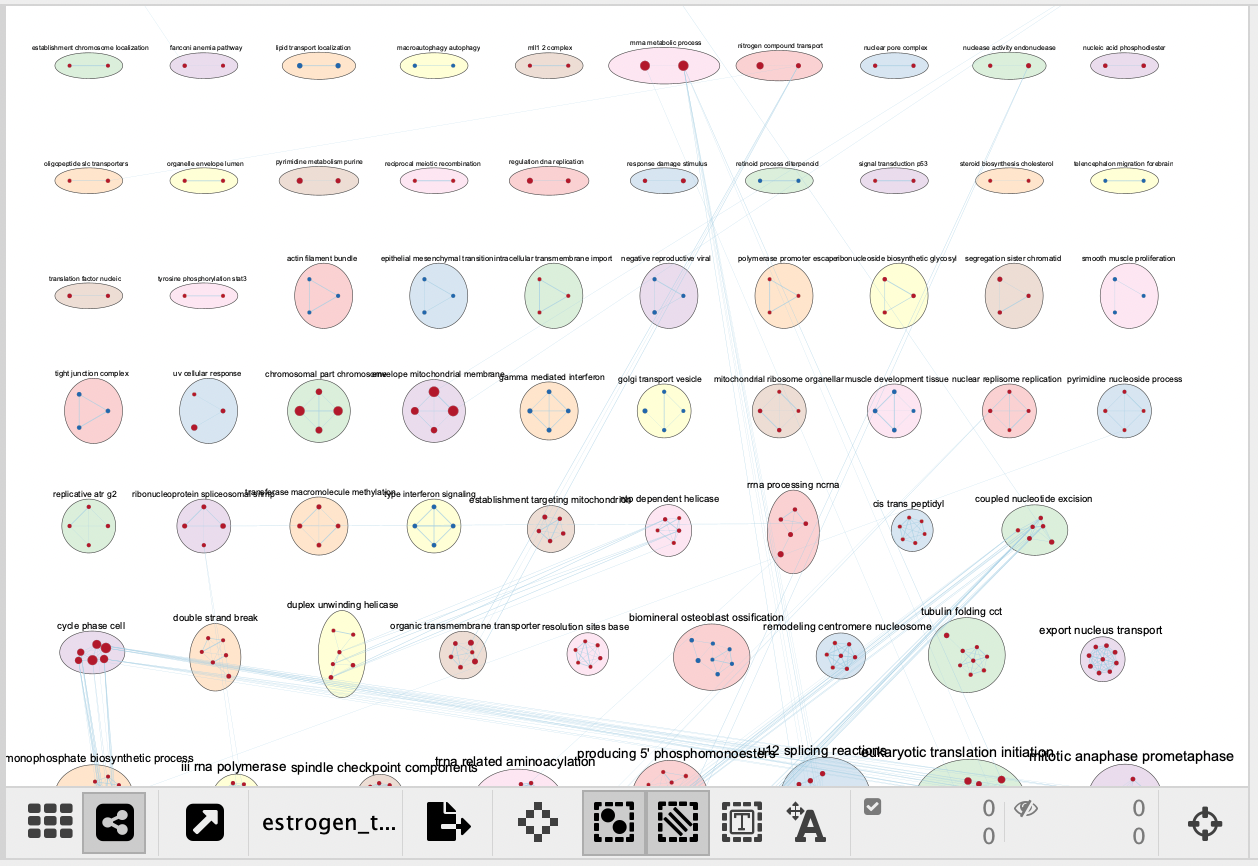 establishment chromosome localization
fanconi anemia pathway
lipid transport localization
macroautophagy autophagy
mll1 2 complex
mrna metabolic process
nitrogen compound transport
nuclear pore complex
nuclease activity endonuclease
nucleic acid phosphodiester
oligopeptide slc transporters
organelle envelope lumen
pyrimidine metabolism purine
reciprocal meiotic recombination
regulation dna replication
response damage stimulus
retinoid process diterpenoid
signal transduction p53
steroid biosynthesis cholesterol
telencephalon migration forebrain
translation factor nucleic
tyrosine phosphorylation stat3
actin filament bundle
epithelial mesenchymal transition
intracellular transmembrane import
negative reproductive viral
polymerase promoter escape
ribonucleoside biosynthetic glycosyl
segregation sister chromatid
smooth muscle proliferation
tight junction complex
uv cellular response
chromosomal part chromosome
envelope mitochondrial membrane
gamma mediated interferon
golgi transport vesicle
mitochondrial ribosome organellar
muscle development tissue
nuclear replisome replication
pyrimidine nucleoside process
replicative atr g2
ribonucleoprotein spliceosomal snrnp
transferase macromolecule methylation
type interferon signaling
establishment targeting mitochondrion
dependent helicase
rrna processing ncrna
cis trans peptidyl
coupled nucleotide excision
cycle phase cell
double strand break
duplex unwinding helicase
organic transmembrane transporter
resolution sites base
biomineral osteoblast ossification
remodeling centromere nucleosome
tubulin folding cct
export nucleus transport
monophosphate biosynthetic process
iii rna polymerase
spindle checkpoint components
trna related aminoacylation
producing 5' phosphomonoesters
u12 splicing reactions
eukaryotic translation initiation
mitotic anaphase prometaphase
estrogen_t...
T
A
0
0
0
0